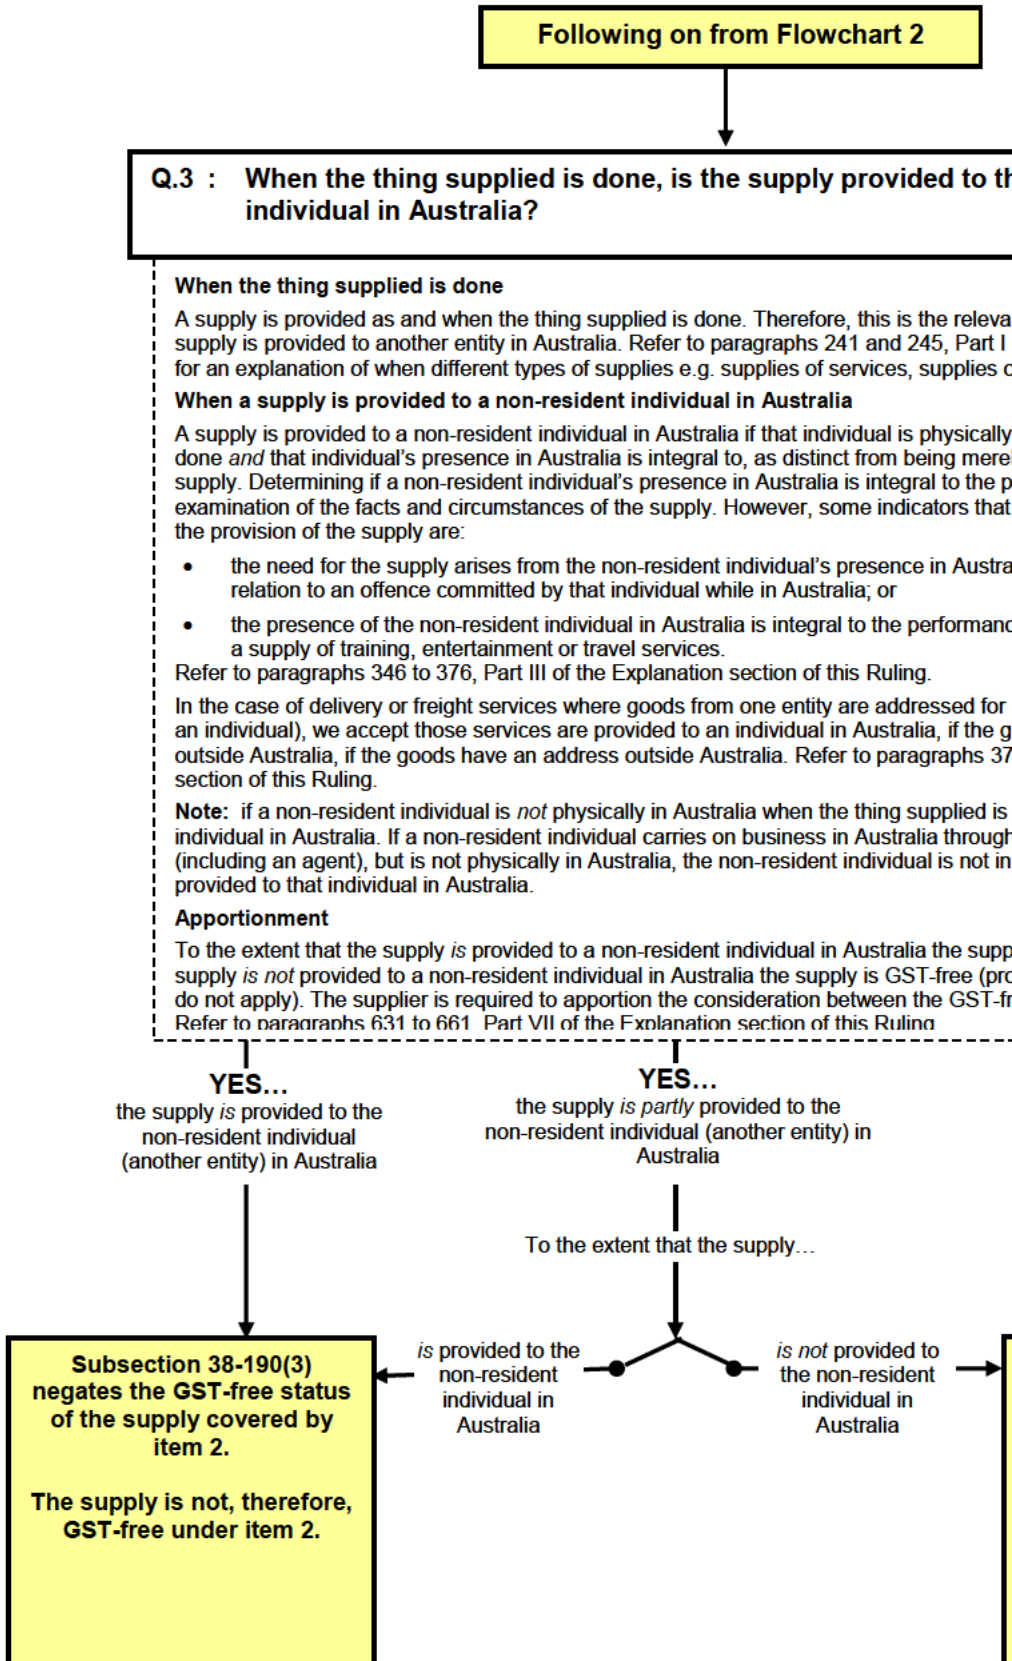 Following on from Flowchart 2
Q.3 : When the thing supplied is done, is the supply provided to th
individual in Australia?
When the thing supplied is done
A supply is provided as and when the thing supplied is done. Therefore, this is the releva
supply is provided to another entity in Australia. Refer to paragraphs 241 and 245, Part I
for an explanation of when different types of supplies e.g. supplies of services, supplies o
When a supply is provided to a non-resident individual in Australia
A supply is provided to a non-resident individual in Australia if that individual is physically
done and that individual's presence in Australia is integral to, as distinct from being merel
supply. Determining if a non-resident individual's presence in Australia is integral to the p
examination of the facts and circumstances of the supply. However, some indicators that
the provision of the supply are:
• the need for the supply arises from the non-resident individual's presence in Austra
relation to an offence committed by that individual while in Australia; or
• the presence of the non-resident individual in Australia is integral to the performanc
a supply of training, entertainment or travel services.
Refer to paragraphs 346 to 376, Part III of the Explanation section of this Ruling.
In the case of delivery or freight services where goods from one entity are addressed for
an individual), we accept those services are provided to an individual in Australia, if the g
outside Australia, if the goods have an address outside Australia. Refer to paragraphs 37
section of this Ruling.
Note: if a non-resident individual is not physically in Australia when the thing supplied is
individual in Australia. If a non-resident individual carries on business in Australia through
(including an agent), but is not physically in Australia, the non-resident individual is not in
provided to that individual in Australia.
Apportionment
To the extent that the supply is provided to a non-resident individual in Australia the supp
supply is not provided to a non-resident individual in Australia the supply is GST-free (pro
do not apply). The supplier is required to apportion the consideration between the GST-fr
Refer to paragraphs 631 to 661, Part VII of the Explanation section of this Ruling
YES...
the supply is provided to the
non-resident individual
(another entity) in Australia
YES...
the supply is partly provided to the
non-resident individual (another entity) in
Australia
To the extent that the supply...
is provided to the
non-resident
individual in
Australia
is not provided to
the non-resident
individual in
Australia
Subsection 38-190(3)
negates the GST-free status
of the supply covered by
item 2.
The supply is not, therefore,
GST-free under item 2.